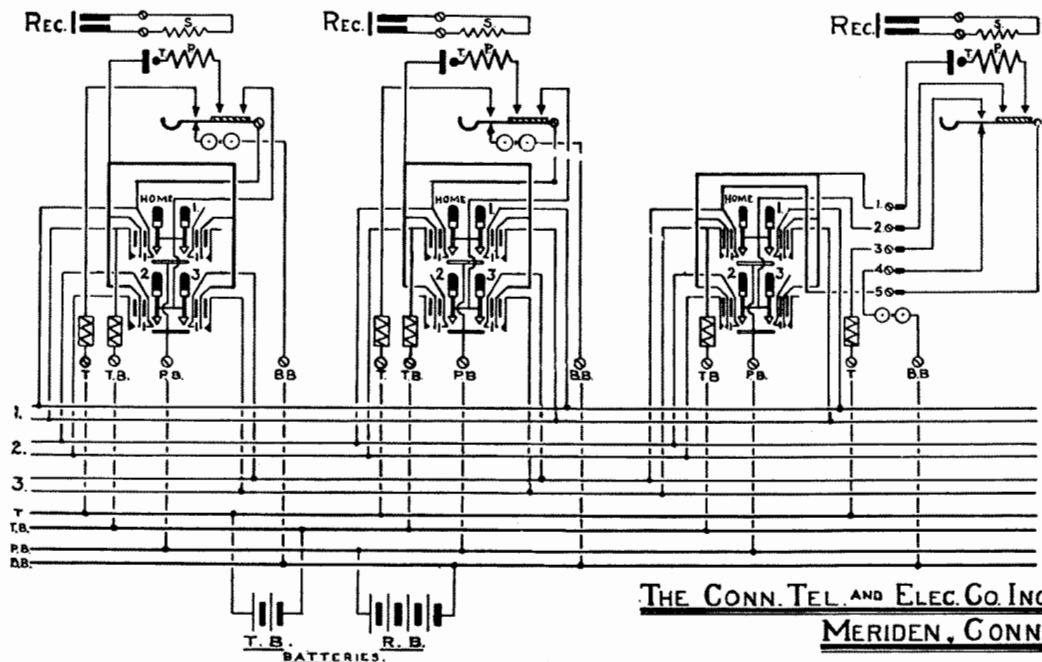 REC. S. REC. S. REC. S.
T. P. T. P. T. P.
HOME 1. HOME 1. HOME 1.
2 3 2 3 2 3
1.
2
3
4
5
T T.B. P.B. B.B. T. T.B. P.B B.B. T.B P.B. T B.B.
1.
2.
3.
T
T.B.
P.B.
B.B.
T.B. R.B.
BATTERIES.
THE CONN. TEL. AND ELEC. CO. INC
MERIDEN, CONN